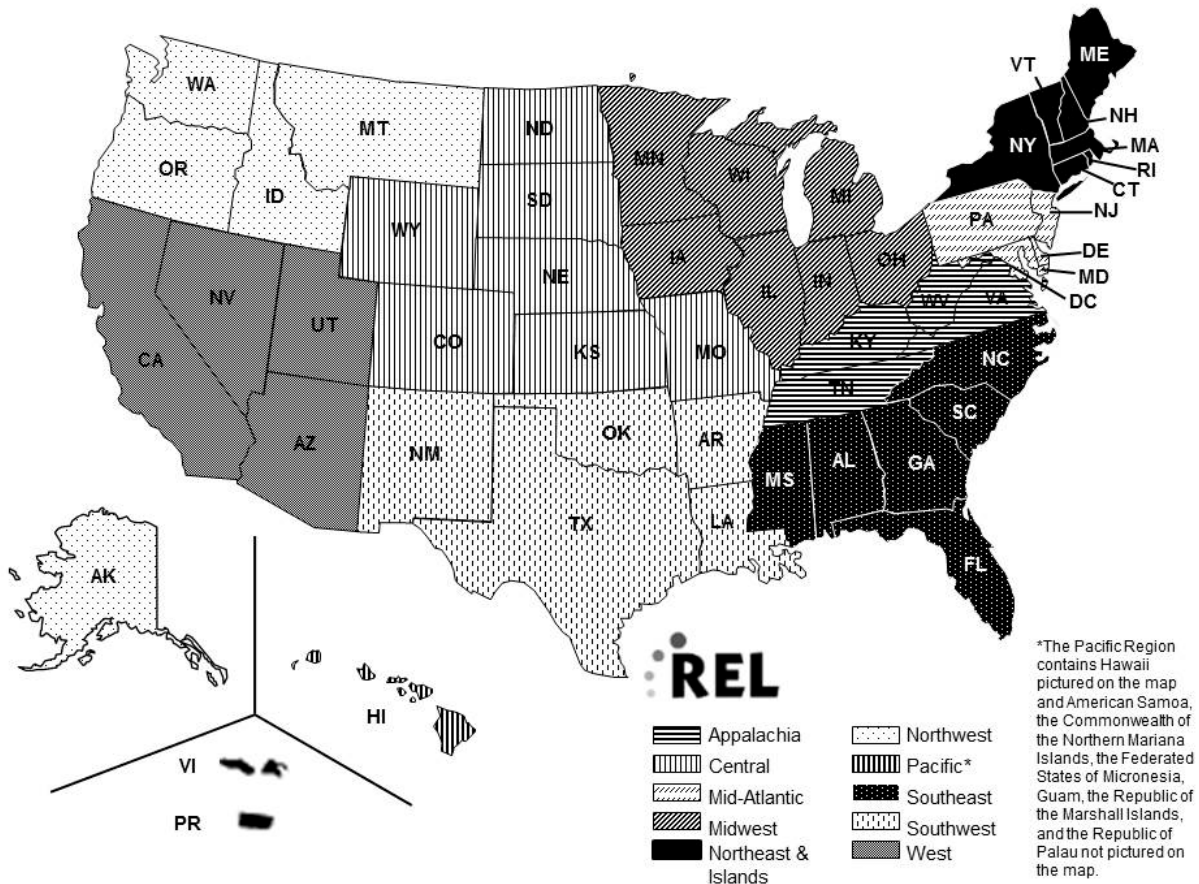 ME
VT
WA
MT
ND
NH
MN
NY
MA
OR
WI
RI
ID
SD
MI
CT
WY
PA
NJ
IA
NE
OH
DE
NV
IL
IN
MD
UT
WV
VA
DC
CA
CO
KS
MO
KY
NC
TN
AZ
OK
AR
SC
NM
MS
AL
GA
TX
LA
FL
AK
HI
VI
PR
REL
Appalachia
Central
Mid-Atlantic
Midwest
Northeast &
Islands
Northwest
Pacific*
Southeast
Southwest
West
*The Pacific Region
contains Hawaii
pictured on the map
and American Samoa,
the Commonwealth of
the Northern Mariana
Islands, the Federated
States of Micronesia,
Guam, the Republic of
the Marshall Islands,
and the Republic of
Palau not pictured on
the map.